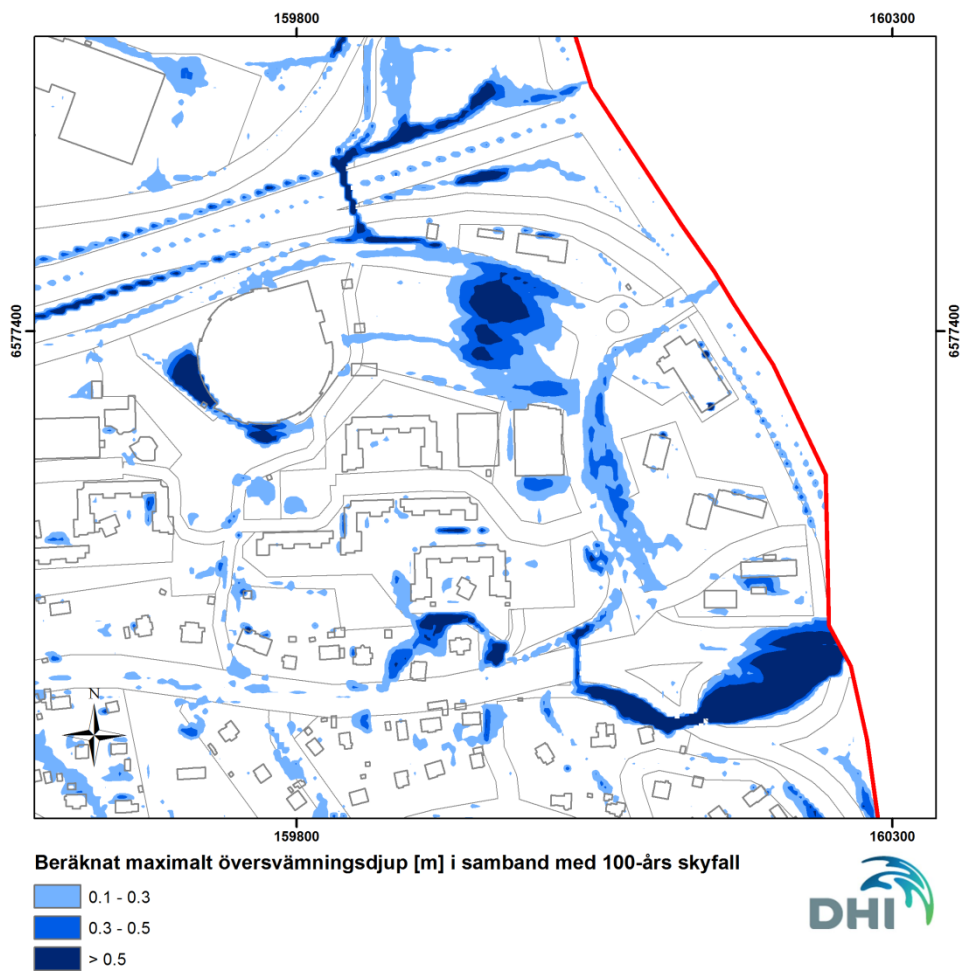 159800
160300
6577400
6577400
N
159800
160300
Beräknat maximalt översvämningsdjup [m] i samband med 100-års skyfall
0.1 - 0.3
0.3 - 0.5
> 0.5
DHI